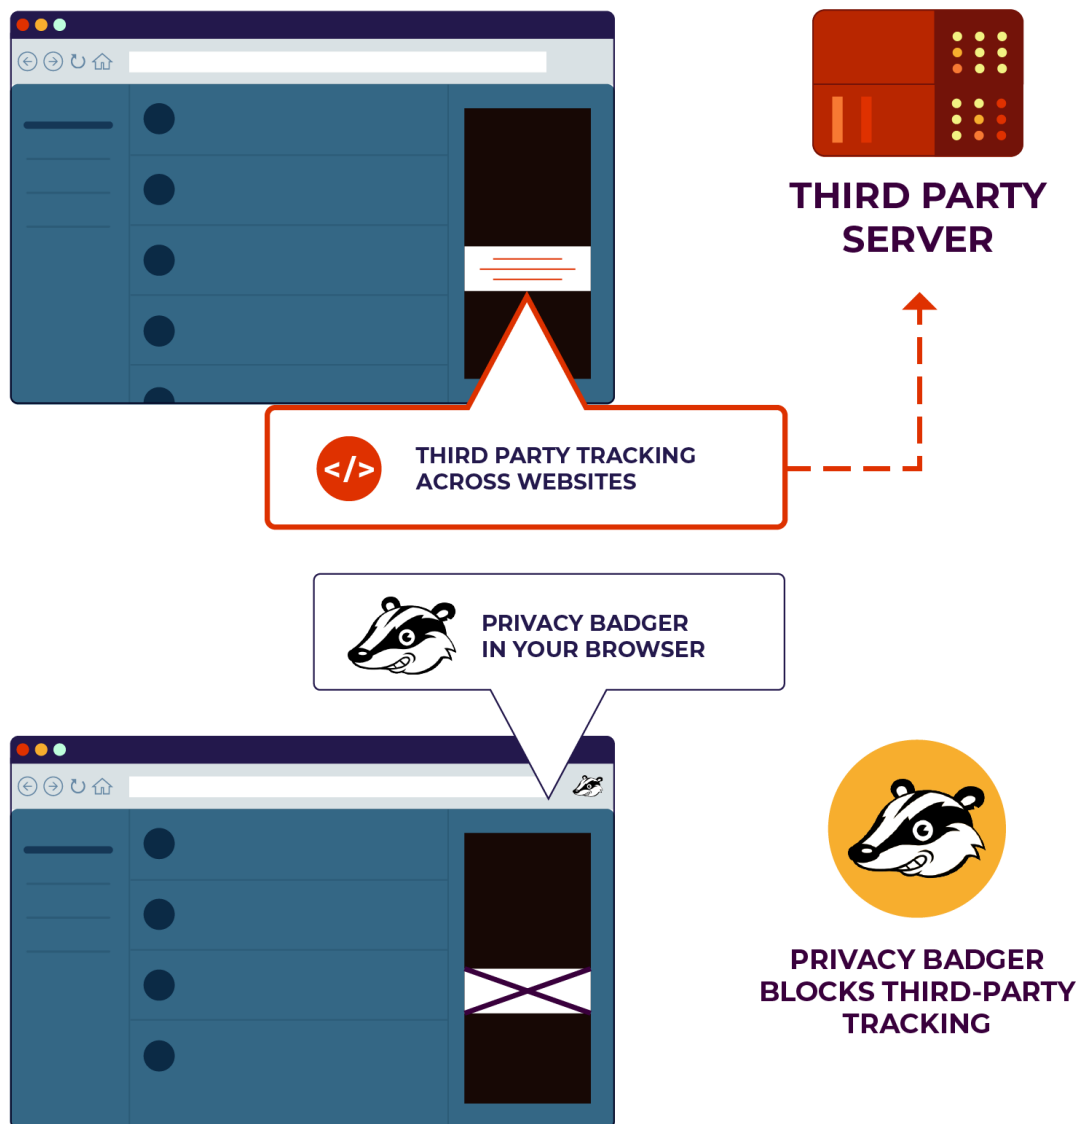 THIRD PARTY
SERVER
</>
THIRD PARTY TRACKING
ACROSS WEBSITES
PRIVACY BADGER
IN YOUR BROWSER
PRIVACY BADGER
BLOCKS THIRD-PARTY
TRACKING